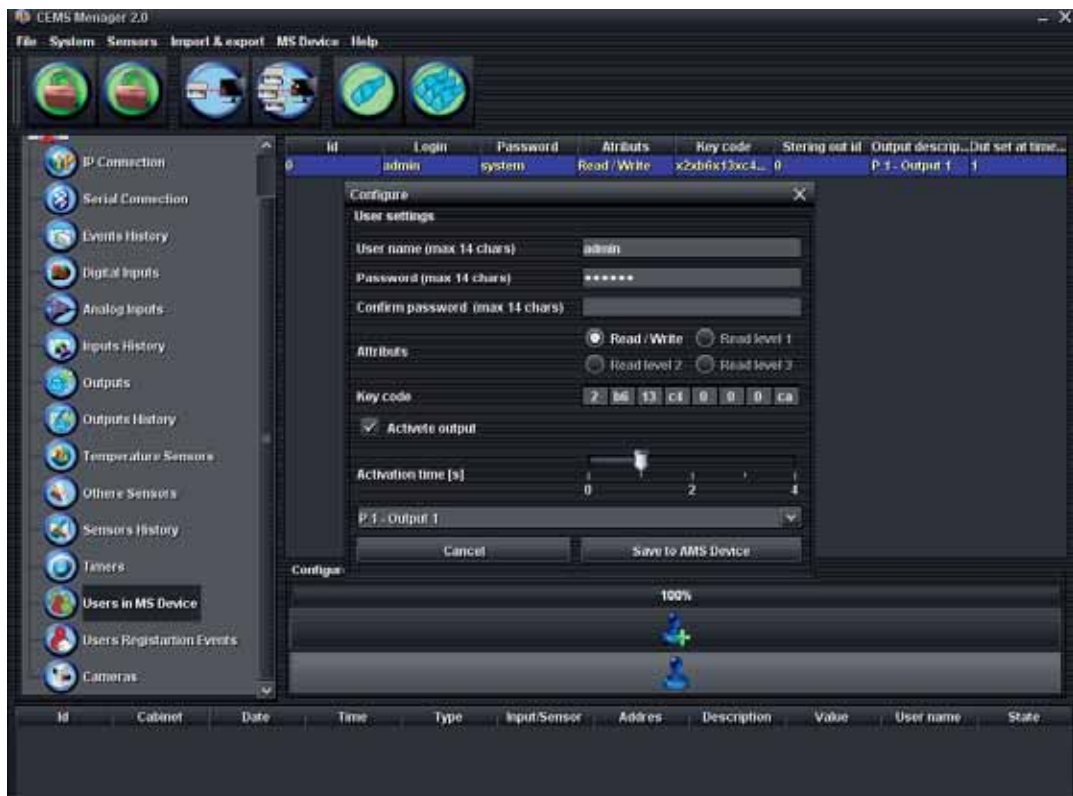 CEMS Menager 2.0
File System Sensors Import & export MS Device Help
IP Connection
Serial Connection
Events History
Digital Inputs
Analog Inputs
Inputs History
Outputs
Outputs History
Temperature Sensors
Othere Sensors
Sensors History
Timers
Users in MS Device
Users Registartion Events
Cameras
Id Login Password Atributs Key code Stering out id Output descrip... Out set at time...
0 admin system Read / Write x2xb6x13xc4... 0 P 1 - Output 1 1
Configure
User settings
User name (max 14 chars) admin
Password (max 14 chars) ••••••
Confirm password (max 14 chars)
Attributs
Read / Write Read level 1
Read level 2 Read level 3
Key code 2 b6 13 c4 0 0 0 ca
Activete output
Activation time [s]
0 2 4
P 1 - Output 1
Cancel Save to AMS Device
Configur
100%
Id Cabinet Date Time Type Input/Sensor Addres Description Value User name State